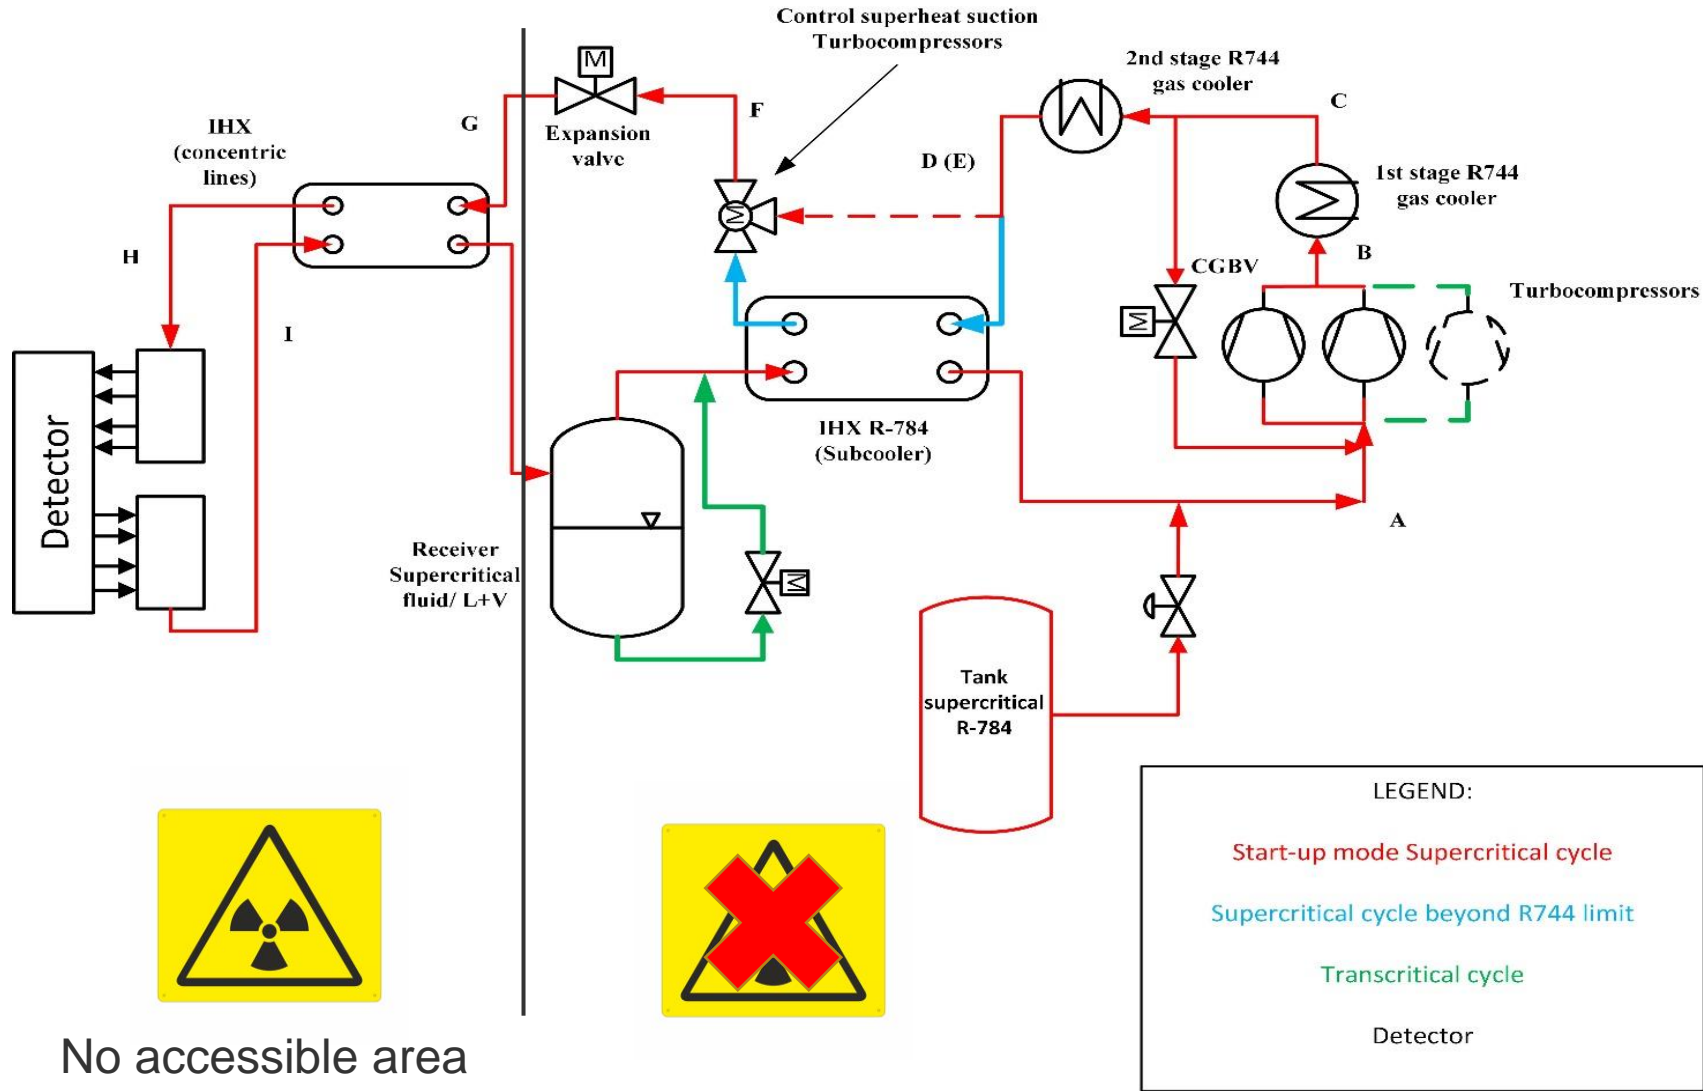 Control superheat suction
Turbocompressors
2nd stage R744
gas cooler
C
F
M
G
Expansion
valve
IHX
(concentric
lines)
D (E)
1st stage R744
gas cooler
M
H
B
CGBV
Turbocompressors
I
M
Detector
IHX R-784
(Subcooler)
A
Receiver
Supercritical
fluid/ L+V
M
Tank
supercritical
R-784
LEGEND:
Start-up mode Supercritical cycle
Supercritical cycle beyond R744 limit
Transcritical cycle
Detector
No accessible area